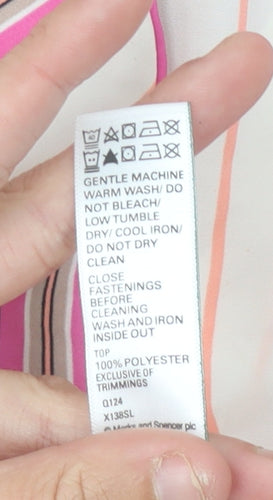 40
GENTLE MACHINE
WARM WASH/ DO
NOT BLEACH/
LOW TUMBLE
DRY/ COOL IRON/
DO NOT DRY
CLEAN
CLOSE
FASTENINGS
BEFORE
CLEANING
WASH AND IRON
INSIDE OUT
TOP
100% POLYESTER
EXCLUSIVE OF
TRIMMINGS
Q124
X138SL
© Marks and Spencer plc